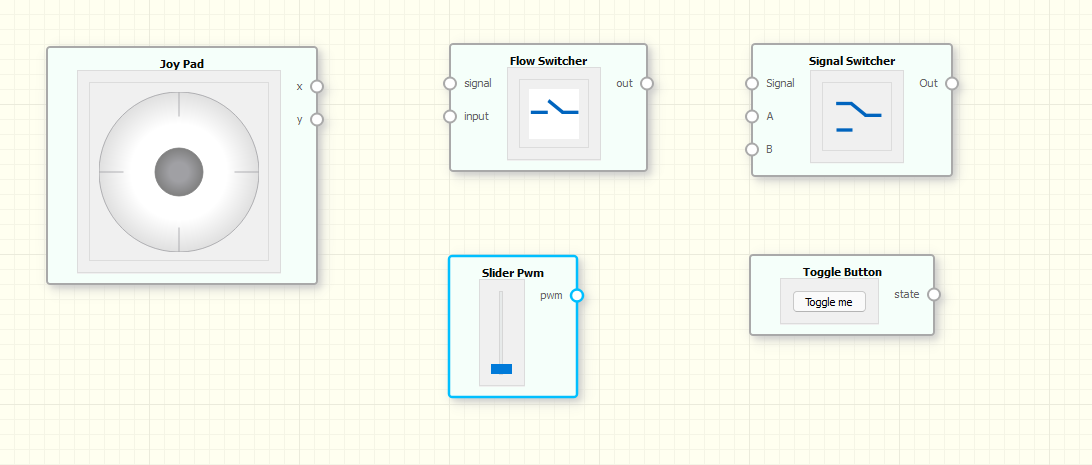 Joy Pad
x
y
Flow Switcher
signal
input
out
Signal Switcher
Signal
A
B
Out
Slider Pwm
pwm
Toggle Button
Toggle me
state